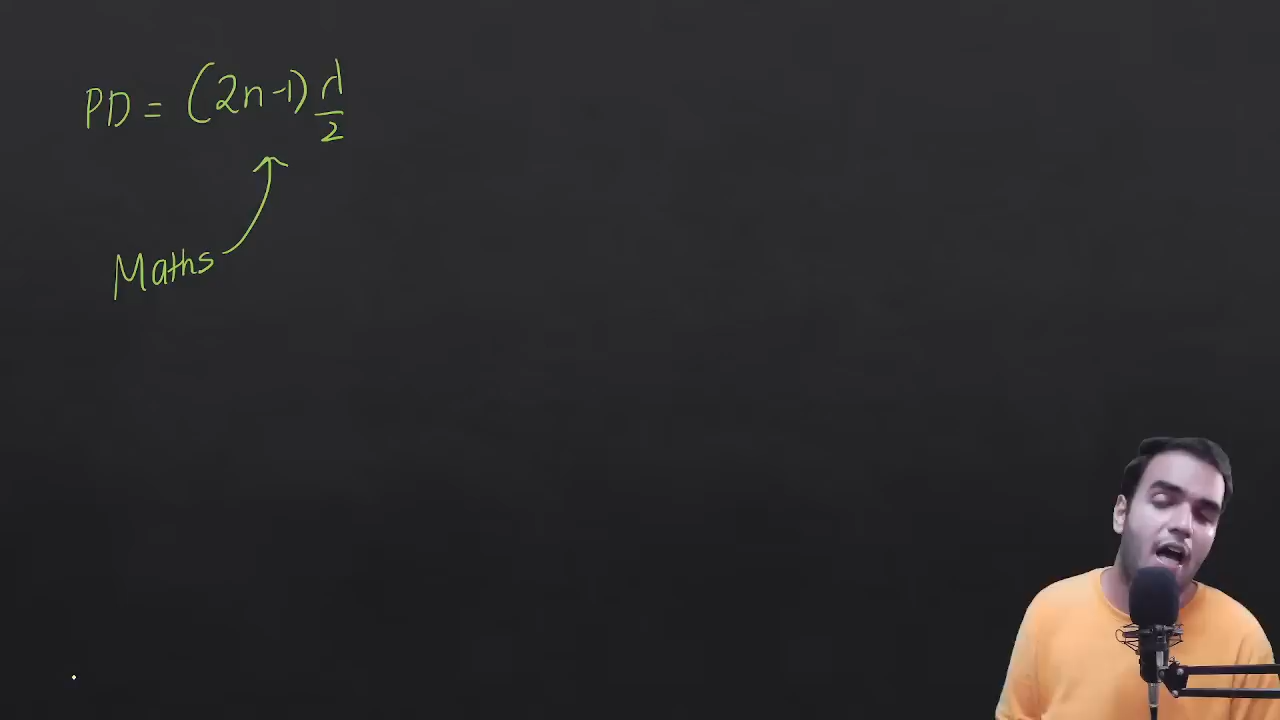 PD = (2n-1) λ/2
Maths